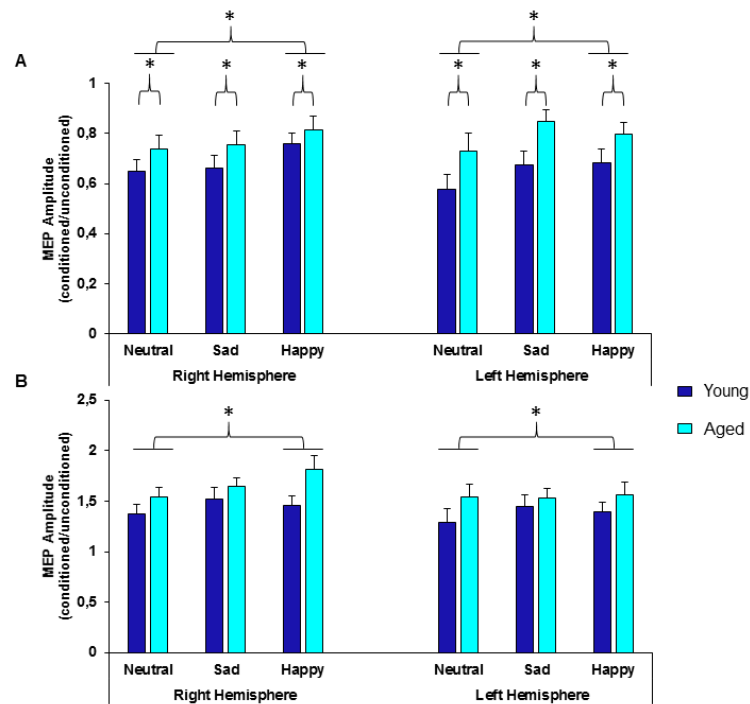 *
*
A
*
*
*
*
*
*
1
0,8
0,6
0,4
0,2
0
MEP Amplitude
(conditioned/unconditioned)
Neutral
Sad
Happy
Neutral
Sad
Happy
Right Hemisphere
Left Hemisphere
B
2,5
2
1,5
1
0,5
0
*
*
MEP Amplitude
(conditioned/unconditioned)
Neutral
Sad
Happy
Neutral
Sad
Happy
Right Hemisphere
Left Hemisphere
Young
Aged